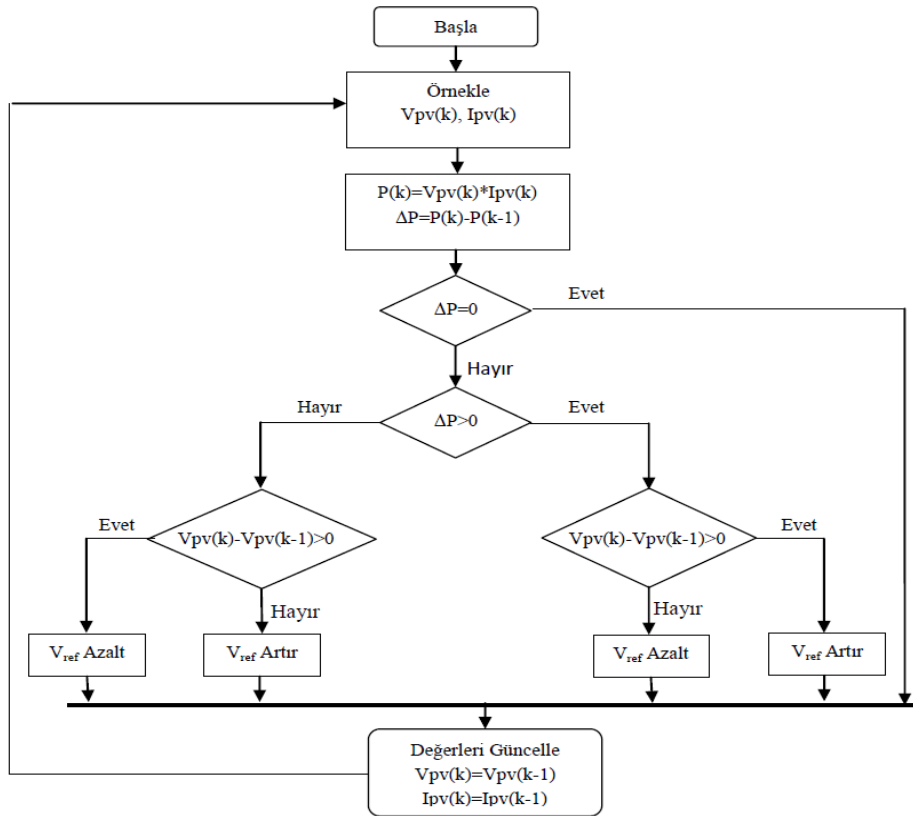 Başla
Örnekle
Vpv(k), Ipv(k)
P(k)=Vpv(k)*Ipv(k)
ΔP=P(k)-P(k-1)
Evet
ΔP=0
Hayır
Hayır
ΔP>0
Evet
Evet
Vpv(k)-Vpv(k-1)>0
Vpv(k)-Vpv(k-1)>0
Evet
Hayır
Hayır
Vref Azalt
Vref Artır
Vref Azalt
Vref Artır
Değerleri Güncelle
Vpv(k)=Vpv(k-1)
Ipv(k)=Ipv(k-1)